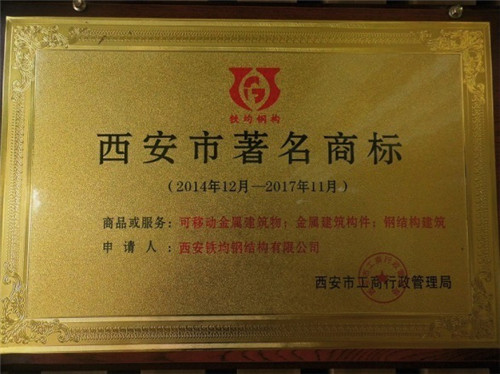 铁均钢构
西安市著名商标
（2014年12月—2017年11月）
商品或服务：可移动金属建筑物；金属建筑构件；钢结构建筑
申请人：西安铁均钢结构有限公司
西安市工商行政管理局